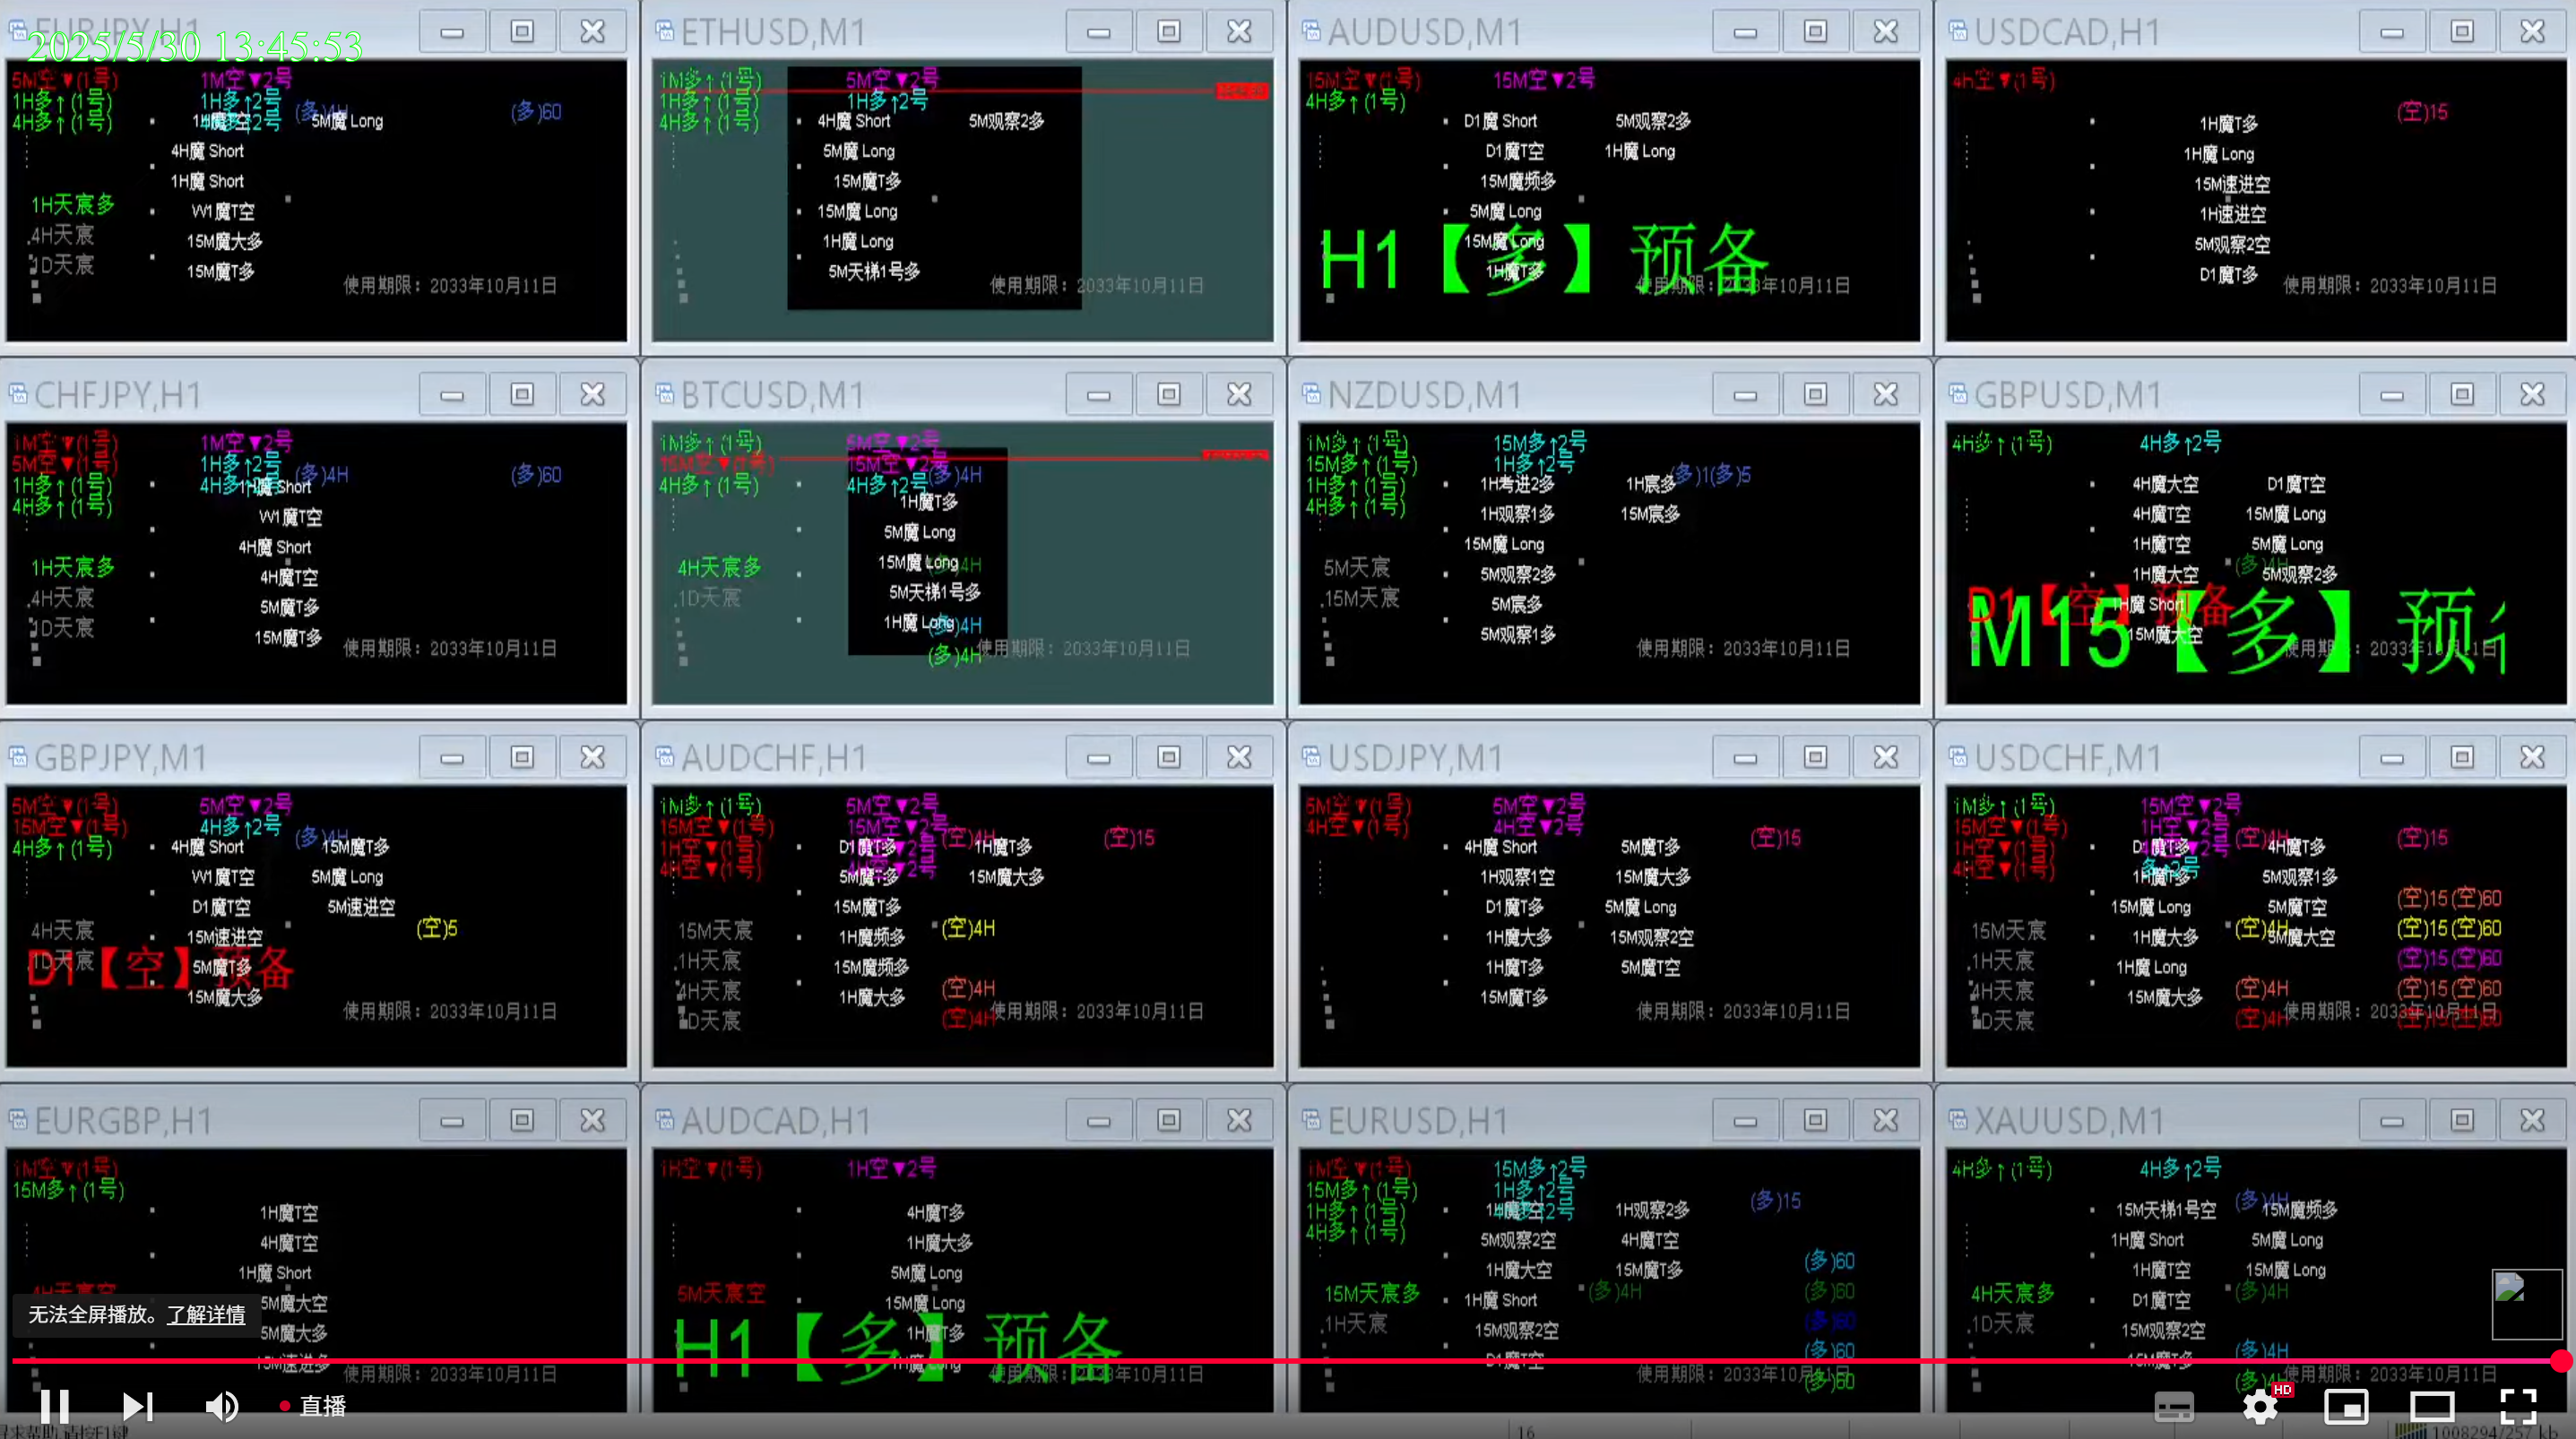 EURJPY,H1
2025/5/30 13:45:53
5M空▼(1号) 1M空▼2号
1H多↑(1号) 1H多↑2号 (多)4H (多)60
4H多↑(1号) 5M魔 Long
4H魔 Short
1H魔 Short
1H天宸多 W1魔T空
4H天宸 15M魔大多
1D天宸 15M魔T多
使用期限：2033年10月11日
ETHUSD,M1
1M多↑(1号) 5M空▼2号
1H多↑(1号) 1H多↑2号
4H多↑(1号) 4H魔 Short 5M观察2多
5M魔 Long
15M魔T多
15M魔 Long
1H魔 Long
5M天梯1号多
使用期限：2033年10月11日
AUDUSD,M1
15M空▼(1号) 15M空▼2号
4H多↑(1号)
D1魔 Short 5M观察2多
D1魔T空 1H魔 Long
15M魔频多
5M魔 Long
15M魔 Long
H1【多】预备
1H魔T多
使用期限：2033年10月11日
USDCAD,H1
4h空▼(1号)
(空)15
1H魔T多
1H魔 Long
15M速进空
1H速进空
5M观察2空
D1魔T多
使用期限：2033年10月11日
CHFJPY,H1
1M空▼(1号) 1M空▼2号
5M空▼(1号) 1H多↑2号 (多)4H (多)60
1H多↑(1号) 4H多↑2号 1H魔 Short
4H多↑(1号)
W1魔T空
4H魔 Short
1H天宸多 4H魔T空
4H天宸 5M魔T多
1D天宸 15M魔T多
使用期限：2033年10月11日
BTCUSD,M1
1M多↑(1号) 5M空▼2号
15M空▼(1号) 15M空▼2号
4H多↑(1号) 4H多↑2号 (多)4H
1H魔T多
5M魔 Long
15M魔 Long (多)4H
4H天宸多
5M天梯1号多
1D天宸
1H魔 Long (多)4H
(多)4H
使用期限：2033年10月11日
NZDUSD,M1
1M多↑(1号) 15M多↑2号
15M多↑(1号) 1H多↑2号 (多)1(多)5
1H多↑(1号) 1H考进2多 1H宸多
4H多↑(1号) 1H观察1多 15M宸多
15M魔 Long
5M天宸 5M观察2多
15M天宸 5M宸多
5M观察1多
使用期限：2033年10月11日
GBPUSD,M1
4H多↑(1号) 4H多↑2号
4H魔大空 D1魔T空
4H魔T空 15M魔 Long
1H魔T空 5M魔 Long
1H魔大空 (多)4H 5M观察2多
D1【空】预备
1H魔 Short
M15【多】预
15M魔大空
使用期限：2033年10月11日
GBPJPY,M1
5M空▼(1号) 5M空▼2号
15M空▼(1号) 4H多↑2号 (多)4H
4H多↑(1号) 4H魔 Short 15M魔T多
W1魔T空 5M魔 Long
D1魔T空 5M速进空
4H天宸 15M速进空 (空)5
1D天宸 5M魔T多
D1【空】预备
15M魔大多
使用期限：2033年10月11日
AUDCHF,H1
1M多↑(1号) 5M空▼2号
15M空▼(1号) 15M空▼2号 (空)4H (空)15
1H空▼(1号) D1魔T多 1H魔T多
4H空▼(1号) 5M魔T多 15M魔大多
15M魔T多
15M天宸 1H魔频多 (空)4H
1H天宸 15M魔频多
4H天宸 1H魔大多 (空)4H
1D天宸 (空)4H
使用期限：2033年10月11日
USDJPY,M1
5M空▼(1号) 5M空▼2号
4H空▼(1号) 4H空▼2号 (空)15
4H魔 Short 5M魔T多
1H观察1空 15M魔大多
D1魔T多 5M魔 Long
1H魔大多 15M观察2空
1H魔T多 5M魔T空
15M魔T多
使用期限：2033年10月11日
USDCHF,M1
1M多↑(1号) 15M空▼2号
15M空▼(1号) 1H空▼2号 (空)4H (空)15
1H空▼(1号) D1魔T多 4H魔T多
4H空▼(1号) 1H魔T多 5M观察1多
15M魔 Long 5M魔T空 (空)15(空)60
15M天宸 1H魔大多 (空)4H 5M魔大空 (空)15(空)60
1H天宸 1H魔 Long (空)15(空)60
4H天宸 15M魔大多 (空)4H (空)15(空)60
1D天宸 (空)4H (空)15(空)60
使用期限：2033年10月11日
EURGBP,H1
1M空▼(1号)
15M多↑(1号)
1H魔T空
4H魔T空
1H魔 Short
4H天宸空 5M魔大空
5M魔大多
15M速进多
使用期限：2033年10月11日
AUDCAD,H1
1H空▼(1号) 1H空▼2号
4H魔T多
1H魔大多
5M魔 Long
5M天宸空 15M魔 Long
H1【多】预备
1H魔T多
1H魔 Long
使用期限：2033年10月11日
EURUSD,H1
1M空▼(1号) 15M多↑2号
15M多↑(1号) 1H多↑2号 (多)15
1H多↑(1号) 1H观察2多
4H多↑(1号) 5M观察2空 4H魔T空
1H魔大空 15M魔T多 (多)60
15M天宸多 1H魔 Short (多)4H (多)60
1H天宸 15M观察2空 (多)60
D1魔T空 (多)60
(多)60
使用期限：2033年10月11日
XAUUSD,M1
4H多↑(1号) 4H多↑2号
15M天梯1号空 (多)4H 15M魔频多
1H魔 Short 5M魔 Long
1H魔T空 15M魔 Long
4H天宸多 D1魔T空 (多)4H
1D天宸 15M观察2空
15M魔T多 (多)4H
(多)4H
使用期限：2033年10月11日
无法全屏播放。了解详情
直播
HD
16
1008294/257 kb